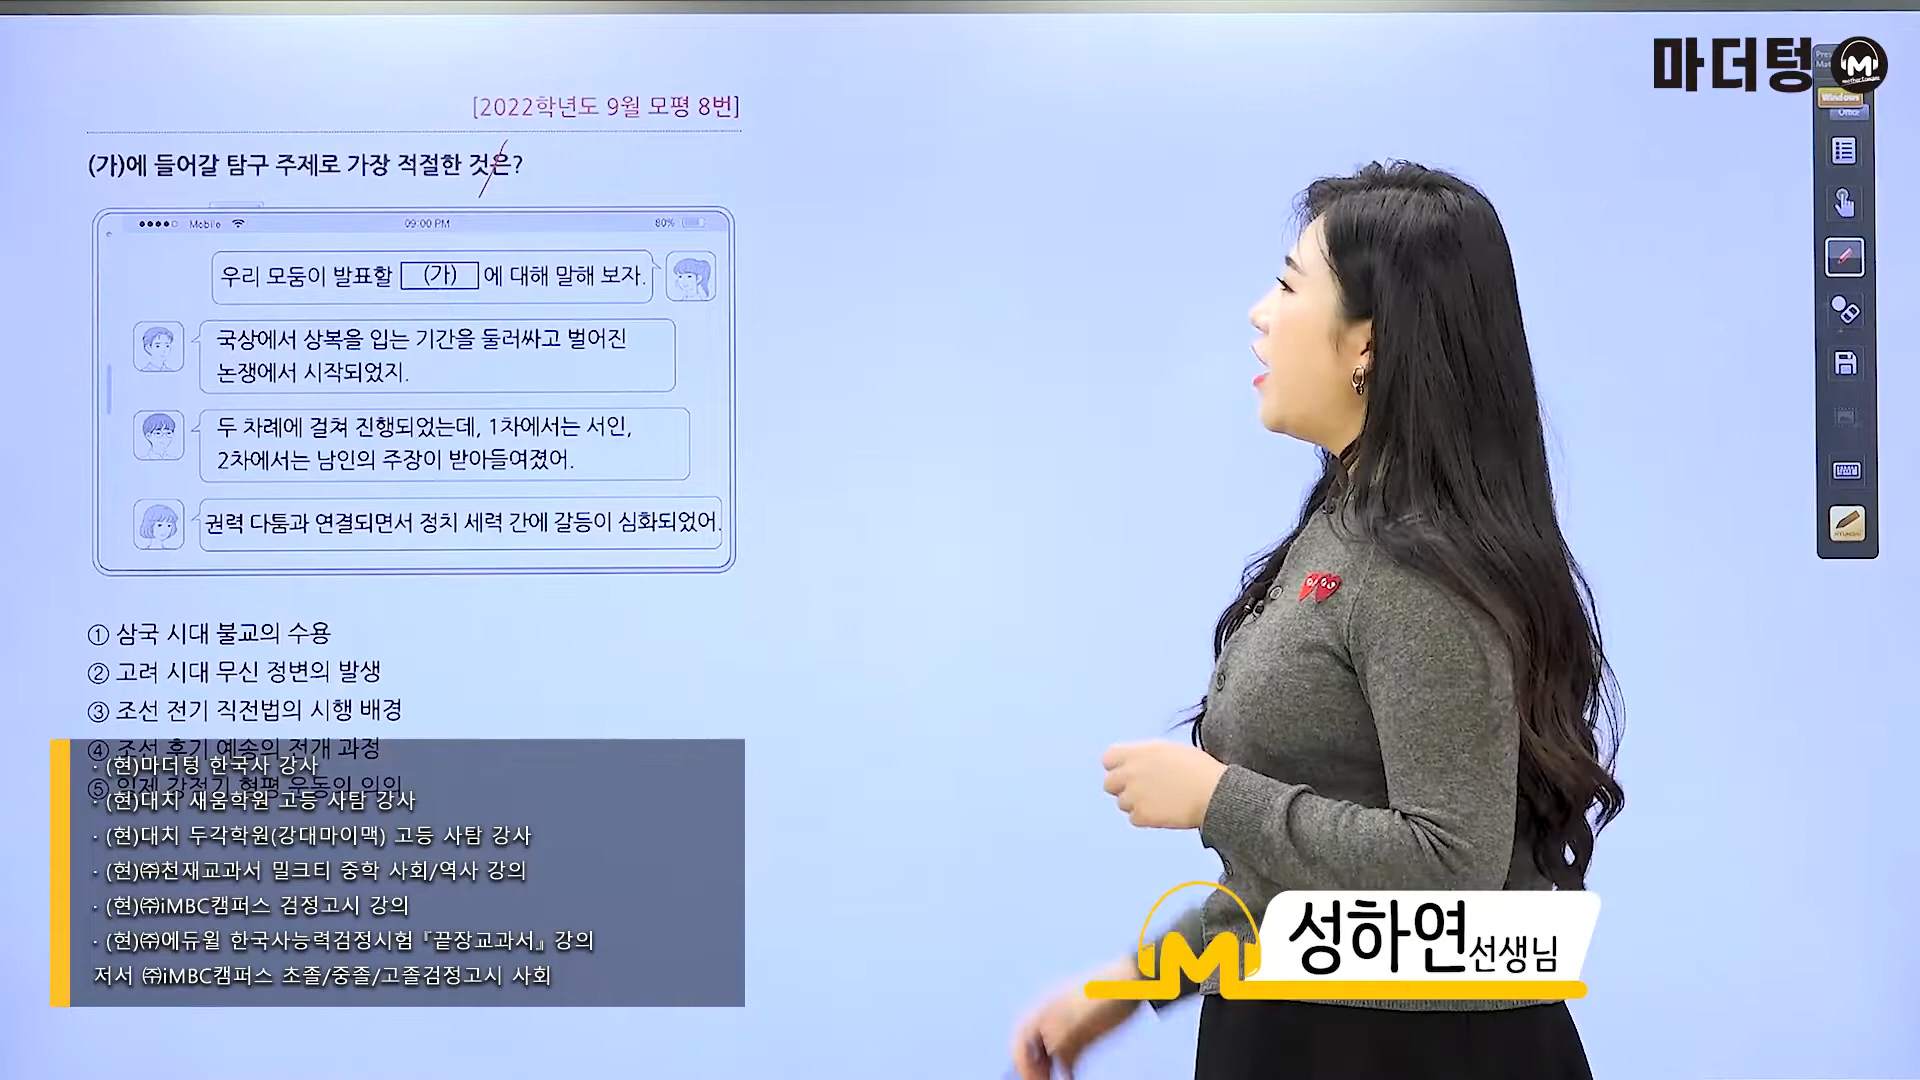 마더텅
[2022학년도 9월 모평 8번]
(가)에 들어갈 탐구 주제로 가장 적절한 것은?
Mobile 09:00 PM 80%
우리 모둠이 발표할 (가) 에 대해 말해 보자.
국상에서 상복을 입는 기간을 둘러싸고 벌어진
논쟁에서 시작되었지.
두 차례에 걸쳐 진행되었는데, 1차에서는 서인,
2차에서는 남인의 주장이 받아들여졌어.
권력 다툼과 연결되면서 정치 세력 간에 갈등이 심화되었어.
① 삼국 시대 불교의 수용
② 고려 시대 무신 정변의 발생
③ 조선 전기 직전법의 시행 배경
④ 조선 후기 예송의 전개 과정
⑤ 일제 강점기 형평 운동의 의의
· (현)마더텅 한국사 강사
· (현)대치 새움학원 고등 사탐 강사
· (현)대치 두각학원(강대마이맥) 고등 사탐 강사
· (현)㈜천재교과서 밀크티 중학 사회/역사 강의
· (현)㈜iMBC캠퍼스 검정고시 강의
· (현)㈜에듀윌 한국사능력검정시험 『끝장교과서』 강의
저서 ㈜iMBC캠퍼스 초졸/중졸/고졸검정고시 사회
성하연선생님
Windows
Office